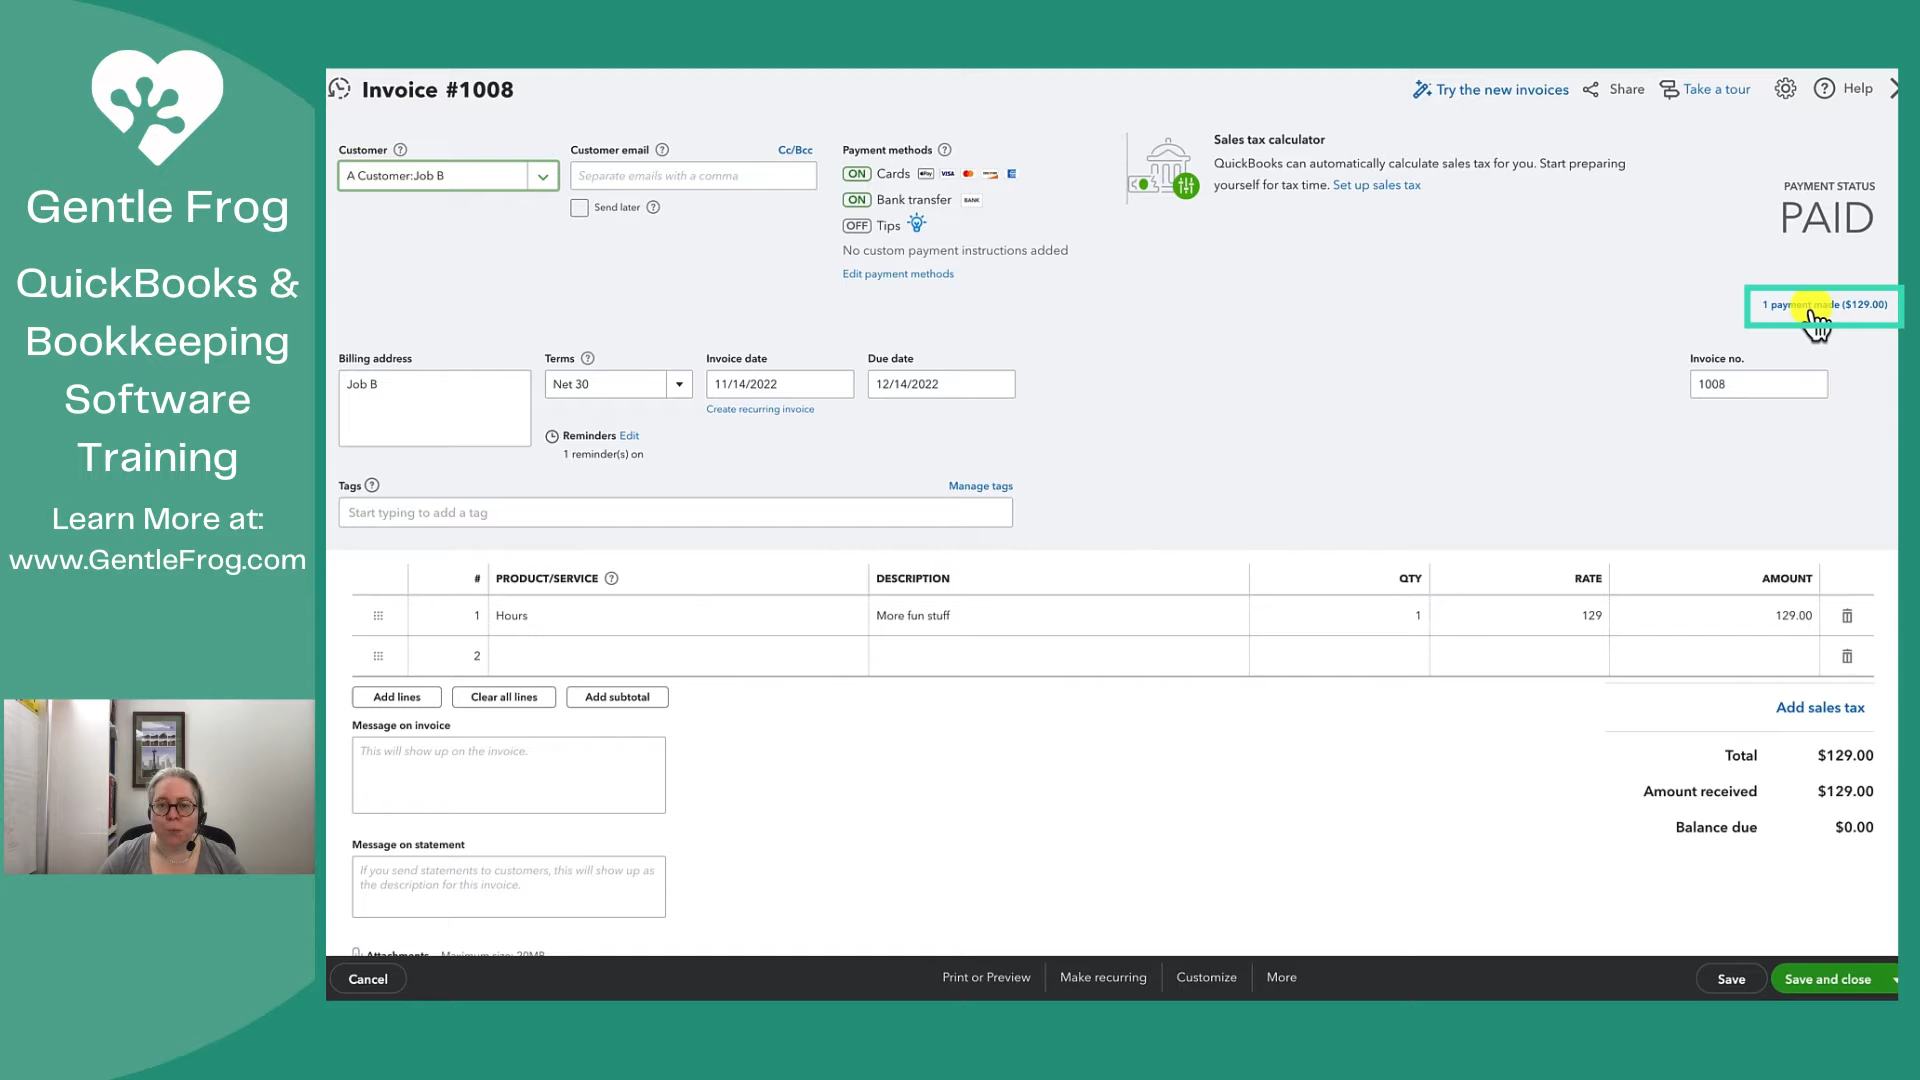 Gentle Frog
QuickBooks &
Bookkeeping
Software
Training
Learn More at:
www.GentleFrog.com
Invoice #1008
Try the new invoices
Share
Take a tour
Help
Customer
A Customer:Job B
Customer email
Cc/Bcc
Separate emails with a comma
Send later
Payment methods
ON Cards
ON Bank transfer BANK
OFF Tips
No custom payment instructions added
Edit payment methods
Sales tax calculator
QuickBooks can automatically calculate sales tax for you. Start preparing
yourself for tax time. Set up sales tax
PAYMENT STATUS
PAID
1 payment made ($129.00)
Billing address
Job B
Terms
Net 30
Invoice date
11/14/2022
Create recurring invoice
Due date
12/14/2022
Invoice no.
1008
Reminders Edit
1 reminder(s) on
Tags
Manage tags
Start typing to add a tag
# PRODUCT/SERVICE DESCRIPTION QTY RATE AMOUNT
1 Hours More fun stuff 1 129 129.00
2
Add lines
Clear all lines
Add subtotal
Message on invoice
This will show up on the invoice.
Add sales tax
Total $129.00
Amount received $129.00
Balance due $0.00
Message on statement
If you send statements to customers, this will show up as
the description for this invoice.
Attachments Maximum size: 20MB
Cancel
Print or Preview
Make recurring
Customize
More
Save
Save and close